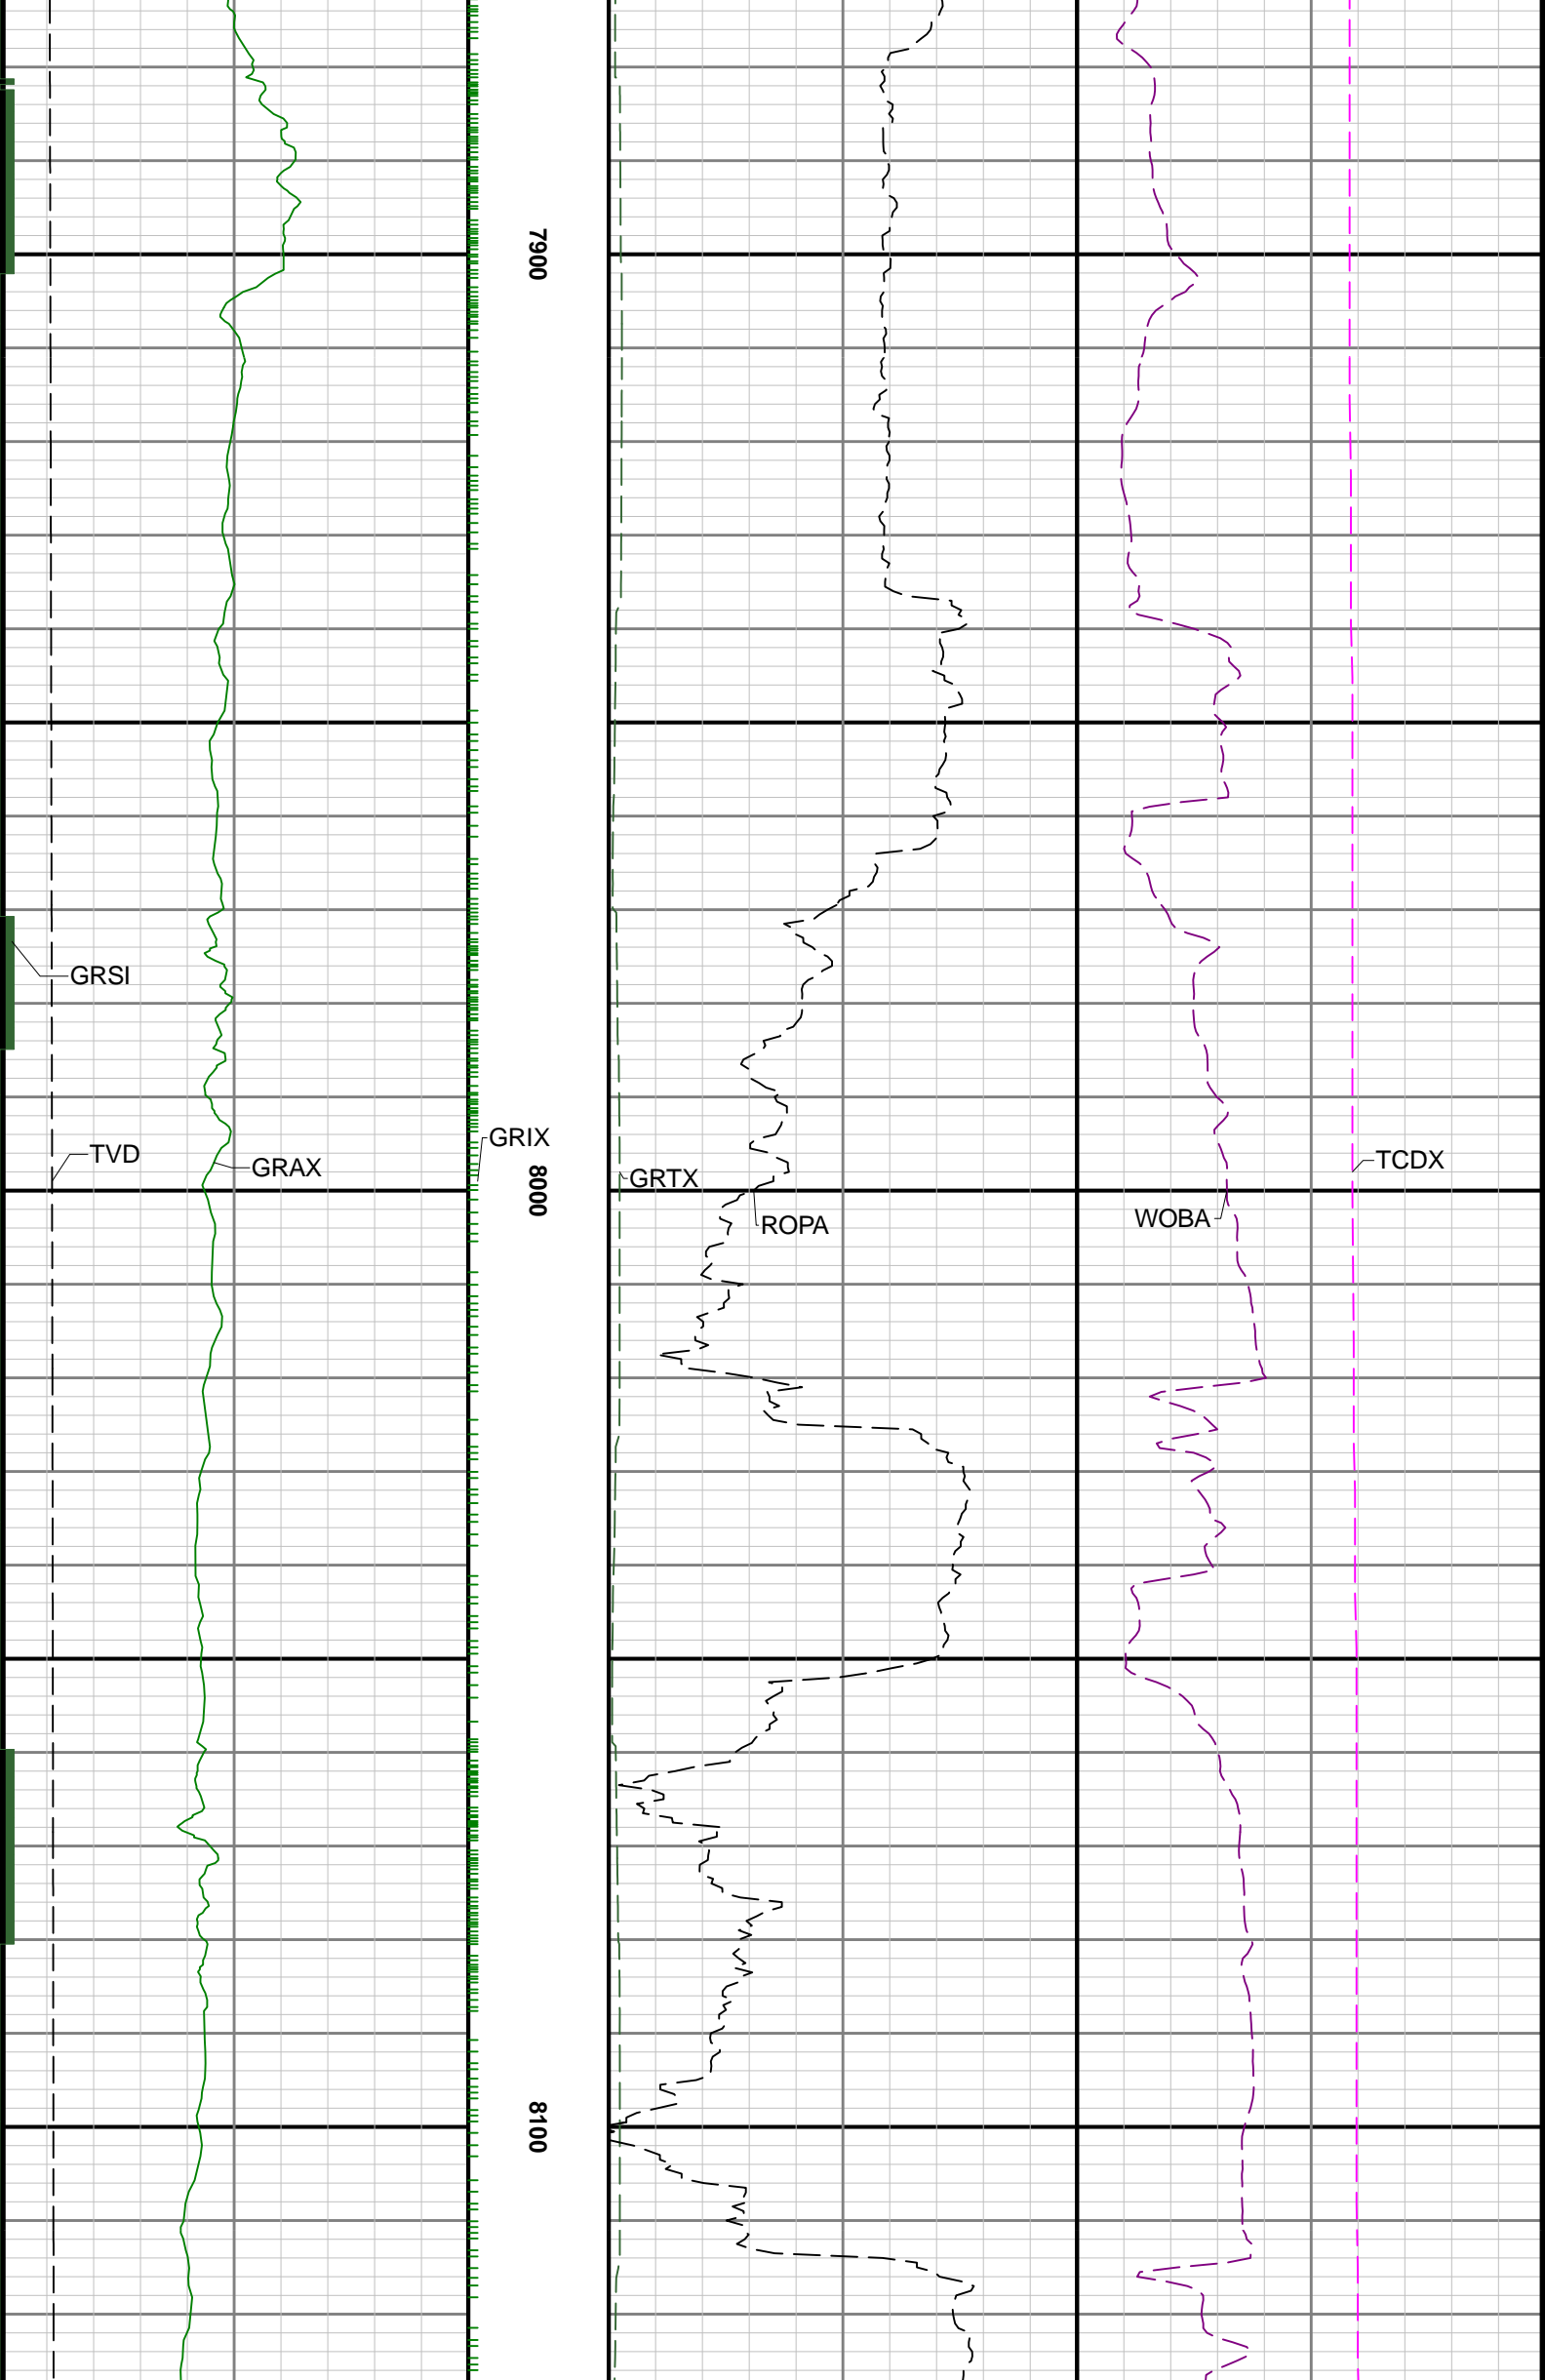 7900
GRSI
GRIX
TVD
GRAX
8000
GRTX
TCDX
ROPA
WOBA
8100